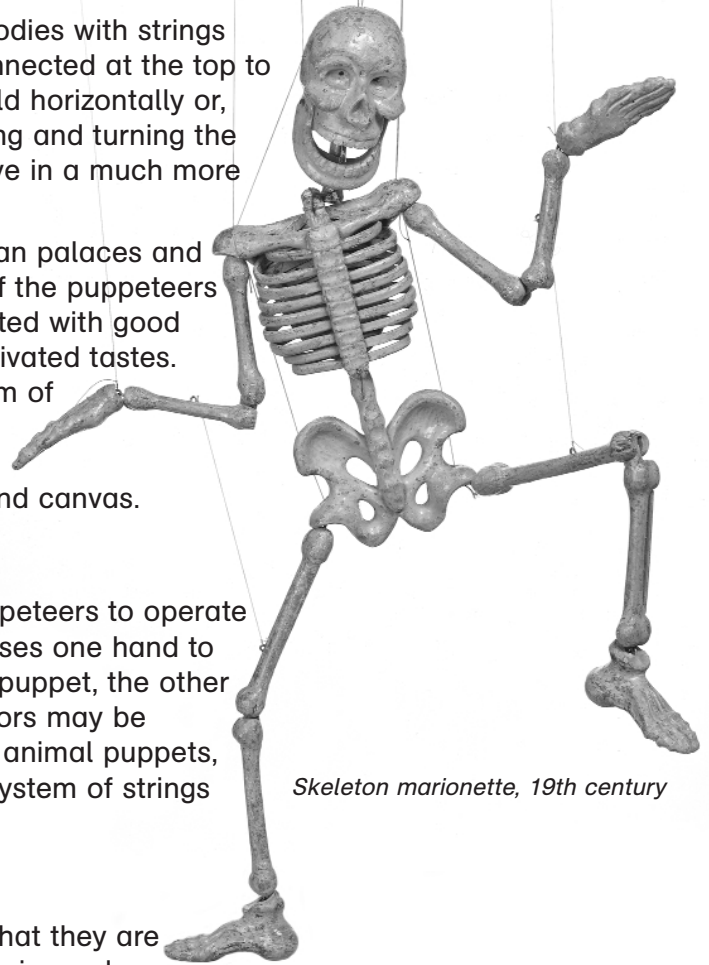 odies with strings
nnected at the top to
ld horizontally or,
ng and turning the
ve in a much more
an palaces and
f the puppeteers
ted with good
ivated tastes.
m of
nd canvas.
peteers to operate
ses one hand to
puppet, the other
ors may be
animal puppets,
ystem of strings
Skeleton marionette, 19th century
hat they are